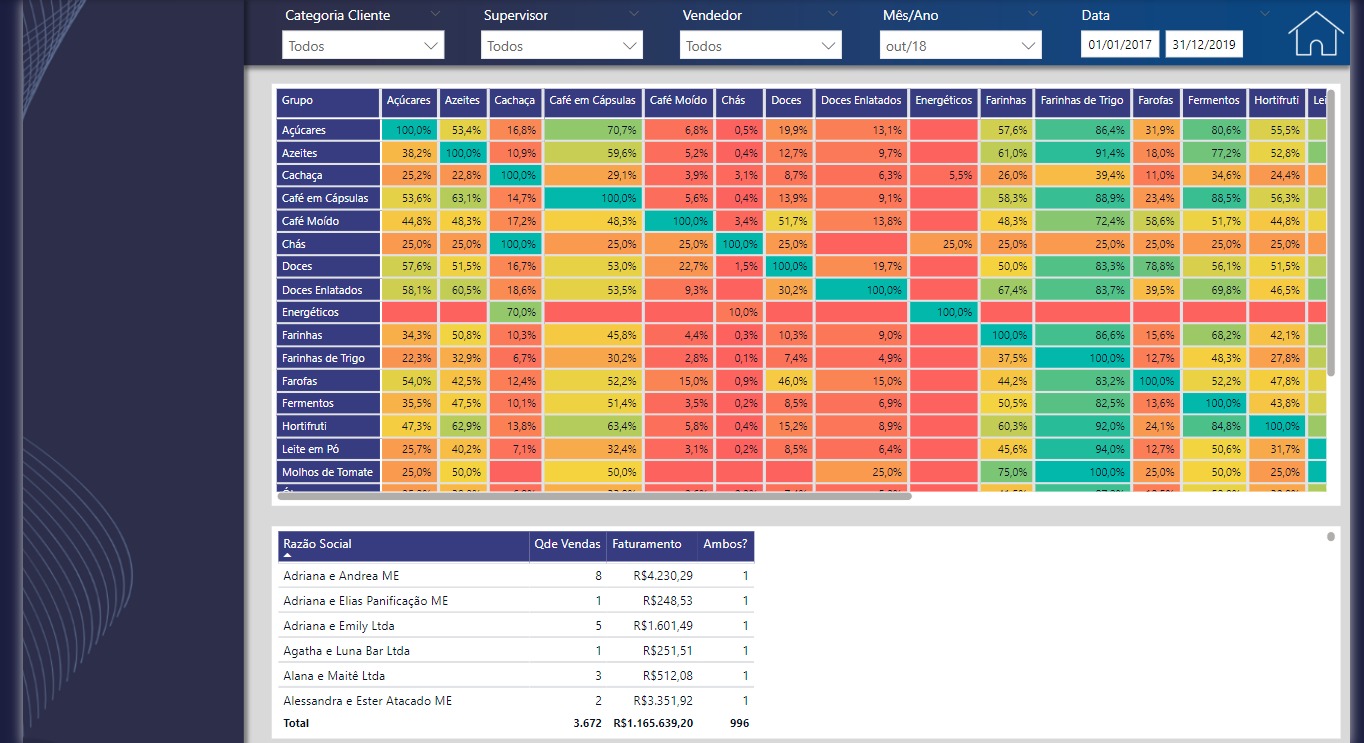 Categoria Cliente Supervisor Vendedor Mês/Ano Data
Todos Todos Todos out/18 01/01/2017 31/12/2019
Grupo Açúcares Azeites Cachaça Café em Cápsulas Café Moído Chás Doces Doces Enlatados Energéticos Farinhas Farinhas de Trigo Farofas Fermentos Hortifruti Lei
Açúcares 100,0% 53,4% 16,8% 70,7% 6,8% 0,5% 19,9% 13,1% 57,6% 86,4% 31,9% 80,6% 55,5%
Azeites 38,2% 100,0% 10,9% 59,6% 5,2% 0,4% 12,7% 9,7% 61,0% 91,4% 18,0% 77,2% 52,8%
Cachaça 25,2% 22,8% 100,0% 29,1% 3,9% 3,1% 8,7% 6,3% 5,5% 26,0% 39,4% 11,0% 34,6% 24,4%
Café em Cápsulas 53,6% 63,1% 14,7% 100,0% 5,6% 0,4% 13,9% 9,1% 58,3% 88,9% 23,4% 88,5% 56,3%
Café Moído 44,8% 48,3% 17,2% 48,3% 100,0% 3,4% 51,7% 13,8% 48,3% 72,4% 58,6% 51,7% 44,8%
Chás 25,0% 25,0% 100,0% 25,0% 25,0% 100,0% 25,0% 25,0% 25,0% 25,0% 25,0% 25,0% 25,0%
Doces 57,6% 51,5% 16,7% 53,0% 22,7% 1,5% 100,0% 19,7% 50,0% 83,3% 78,8% 56,1% 51,5%
Doces Enlatados 58,1% 60,5% 18,6% 53,5% 9,3% 30,2% 100,0% 67,4% 83,7% 39,5% 69,8% 46,5%
Energéticos 70,0% 10,0% 100,0%
Farinhas 34,3% 50,8% 10,3% 45,8% 4,4% 0,3% 10,3% 9,0% 100,0% 86,6% 15,6% 68,2% 42,1%
Farinhas de Trigo 22,3% 32,9% 6,7% 30,2% 2,8% 0,1% 7,4% 4,9% 37,5% 100,0% 12,7% 48,3% 27,8%
Farofas 54,0% 42,5% 12,4% 52,2% 15,0% 0,9% 46,0% 15,0% 44,2% 83,2% 100,0% 52,2% 47,8%
Fermentos 35,5% 47,5% 10,1% 51,4% 3,5% 0,2% 8,5% 6,9% 50,5% 82,5% 13,6% 100,0% 43,8%
Hortifruti 47,3% 62,9% 13,8% 63,4% 5,8% 0,4% 15,2% 8,9% 60,3% 92,0% 24,1% 84,8% 100,0%
Leite em Pó 25,7% 40,2% 7,1% 32,4% 3,1% 0,2% 8,5% 6,4% 45,6% 94,0% 12,7% 50,6% 31,7%
Molhos de Tomate 25,0% 50,0% 50,0% 25,0% 75,0% 100,0% 25,0% 50,0% 25,0%
Razão Social Qde Vendas Faturamento Ambos?
Adriana e Andrea ME 8 R$4.230,29 1
Adriana e Elias Panificação ME 1 R$248,53 1
Adriana e Emily Ltda 5 R$1.601,49 1
Agatha e Luna Bar Ltda 1 R$251,51 1
Alana e Maitê Ltda 3 R$512,08 1
Alessandra e Ester Atacado ME 2 R$3.351,92 1
Total 3.672 R$1.165.639,20 996